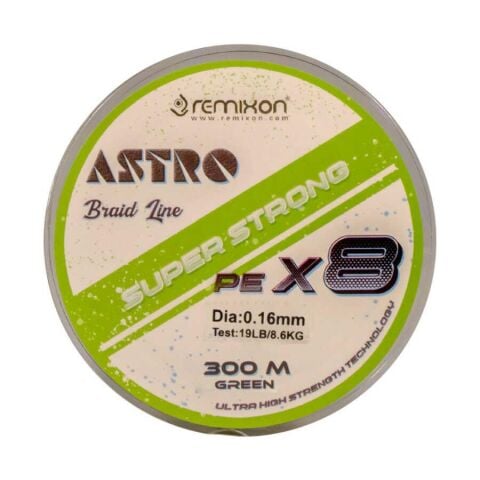 remixon
www.remixon.com
ASTRO
Braid Line
SUPER STRONG
PE X8
Dia:0.16mm
Test:19LB/8.6KG
300 M
GREEN
ULTRA HIGH STRENGTH TECHNOLOGY